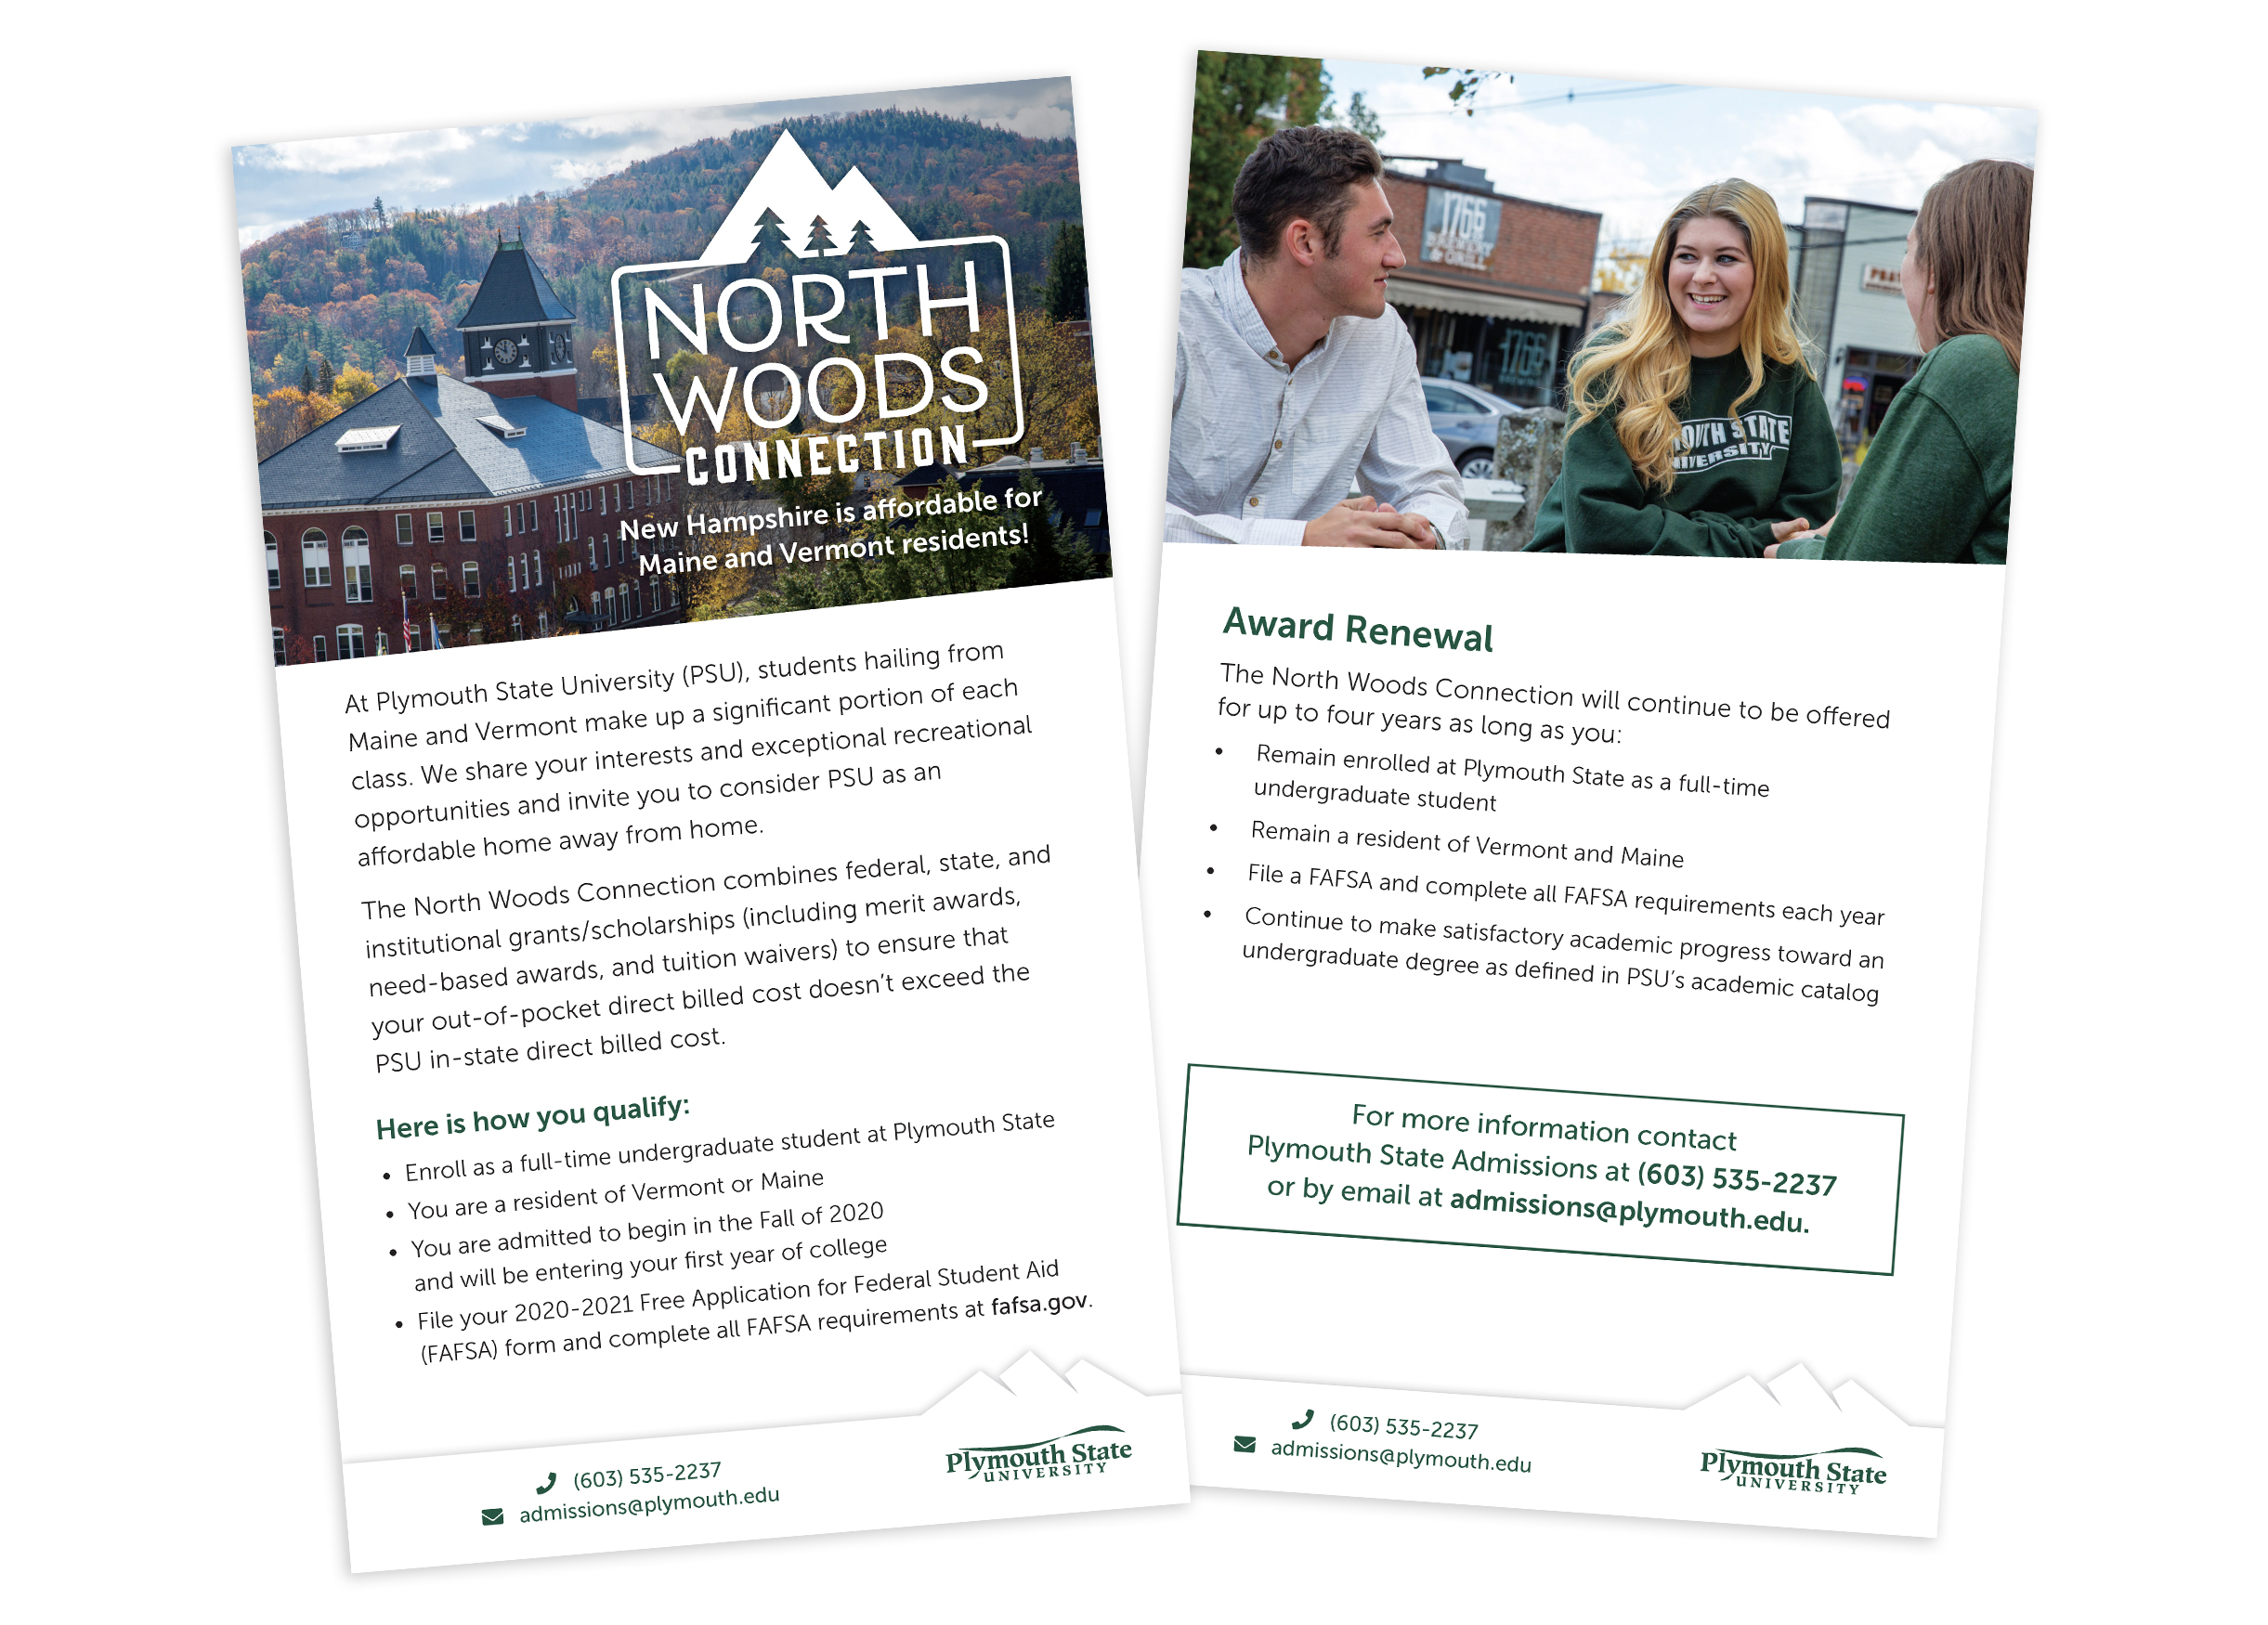 NORTH
WOODS
CONNECTION
New Hampshire is affordable for
Maine and Vermont residents!
At Plymouth State University (PSU), students hailing from
Maine and Vermont make up a significant portion of each
class. We share your interests and exceptional recreational
opportunities and invite you to consider PSU as an
affordable home away from home.
The North Woods Connection combines federal, state, and
institutional grants/scholarships (including merit awards,
need-based awards, and tuition waivers) to ensure that
your out-of-pocket direct billed cost doesn't exceed the
PSU in-state direct billed cost.
Here is how you qualify:
• Enroll as a full-time undergraduate student at Plymouth State
• You are a resident of Vermont or Maine
• You are admitted to begin in the Fall of 2020
and will be entering your first year of college
• File your 2020-2021 Free Application for Federal Student Aid
(FAFSA) form and complete all FAFSA requirements at fafsa.gov.
(603) 535-2237
admissions@plymouth.edu
Plymouth State
UNIVERSITY
1766
& GRILL
1766
OUTH STATE
IVERSITY
Award Renewal
The North Woods Connection will continue to be offered
for up to four years as long as you:
• Remain enrolled at Plymouth State as a full-time
undergraduate student
• Remain a resident of Vermont and Maine
• File a FAFSA and complete all FAFSA requirements each year
• Continue to make satisfactory academic progress toward an
undergraduate degree as defined in PSU's academic catalog
For more information contact
Plymouth State Admissions at (603) 535-2237
or by email at admissions@plymouth.edu.
(603) 535-2237
admissions@plymouth.edu
Plymouth State
UNIVERSITY